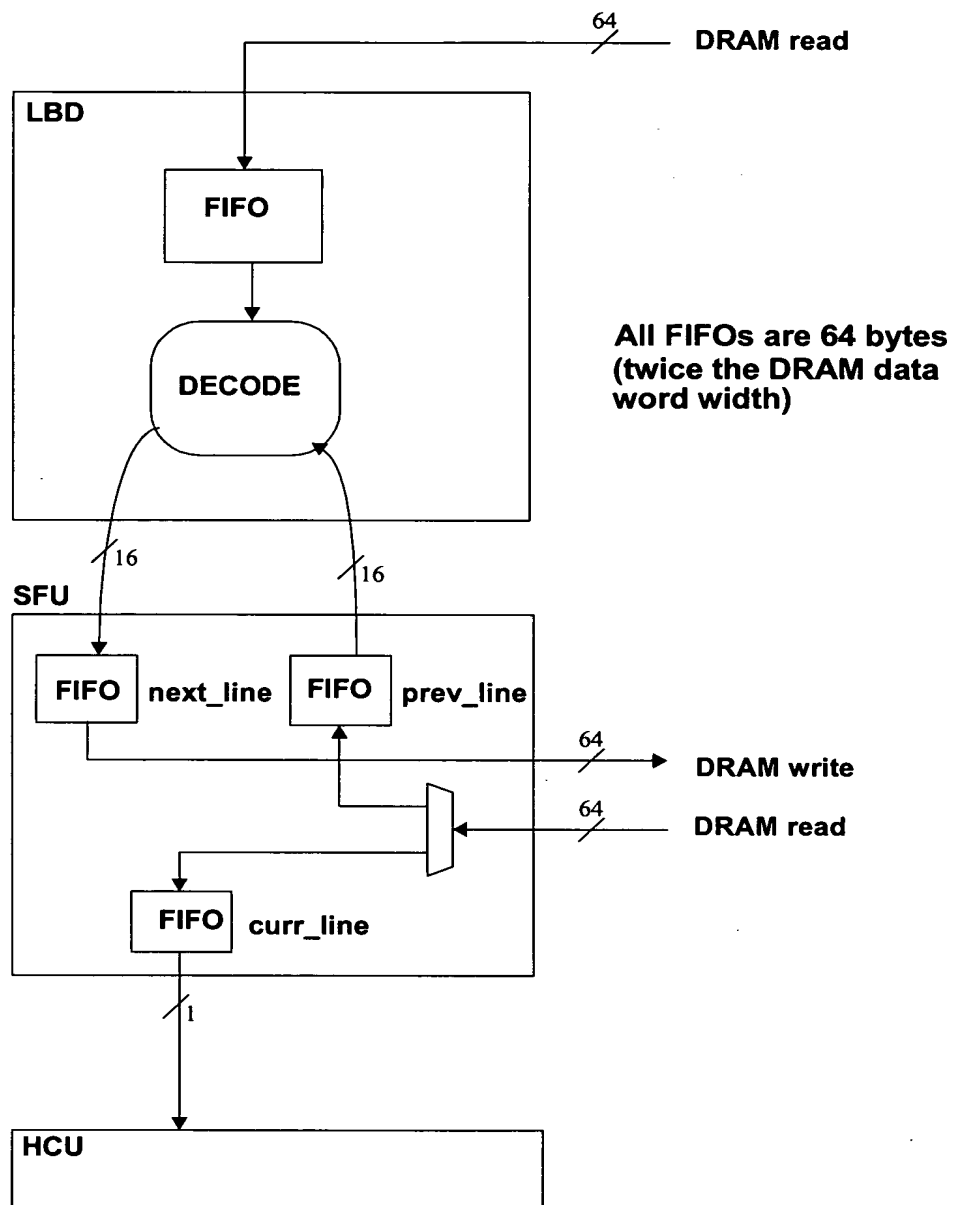 64
DRAM read
LBD
FIFO
DECODE
All FIFOs are 64 bytes
(twice the DRAM data
word width)
16
16
SFU
FIFO
next_line
FIFO
prev_line
64
DRAM write
64
DRAM read
FIFO
curr_line
1
HCU